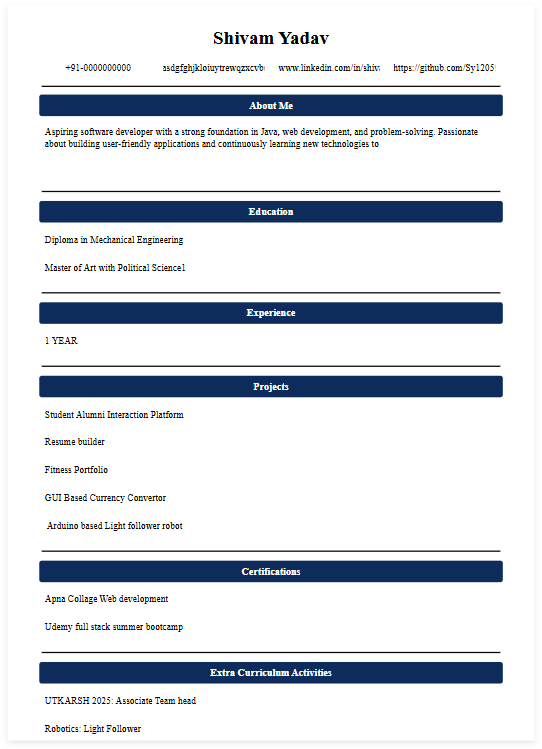 Shivam Yadav
+91-0000000000 asdgfghjkloiuytrewqzxcvb www.linkedin.com/in/shiv https://github.com/Sy1205
About Me
Aspiring software developer with a strong foundation in Java, web development, and problem-solving. Passionate
about building user-friendly applications and continuously learning new technologies to
Education
Diploma in Mechanical Engineering
Master of Art with Political Science1
Experience
1 YEAR
Projects
Student Alumni Interaction Platform
Resume builder
Fitness Portfolio
GUI Based Currency Convertor
Arduino based Light follower robot
Certifications
Apna Collage Web development
Udemy full stack summer bootcamp
Extra Curriculum Activities
UTKARSH 2025: Associate Team head
Robotics: Light Follower